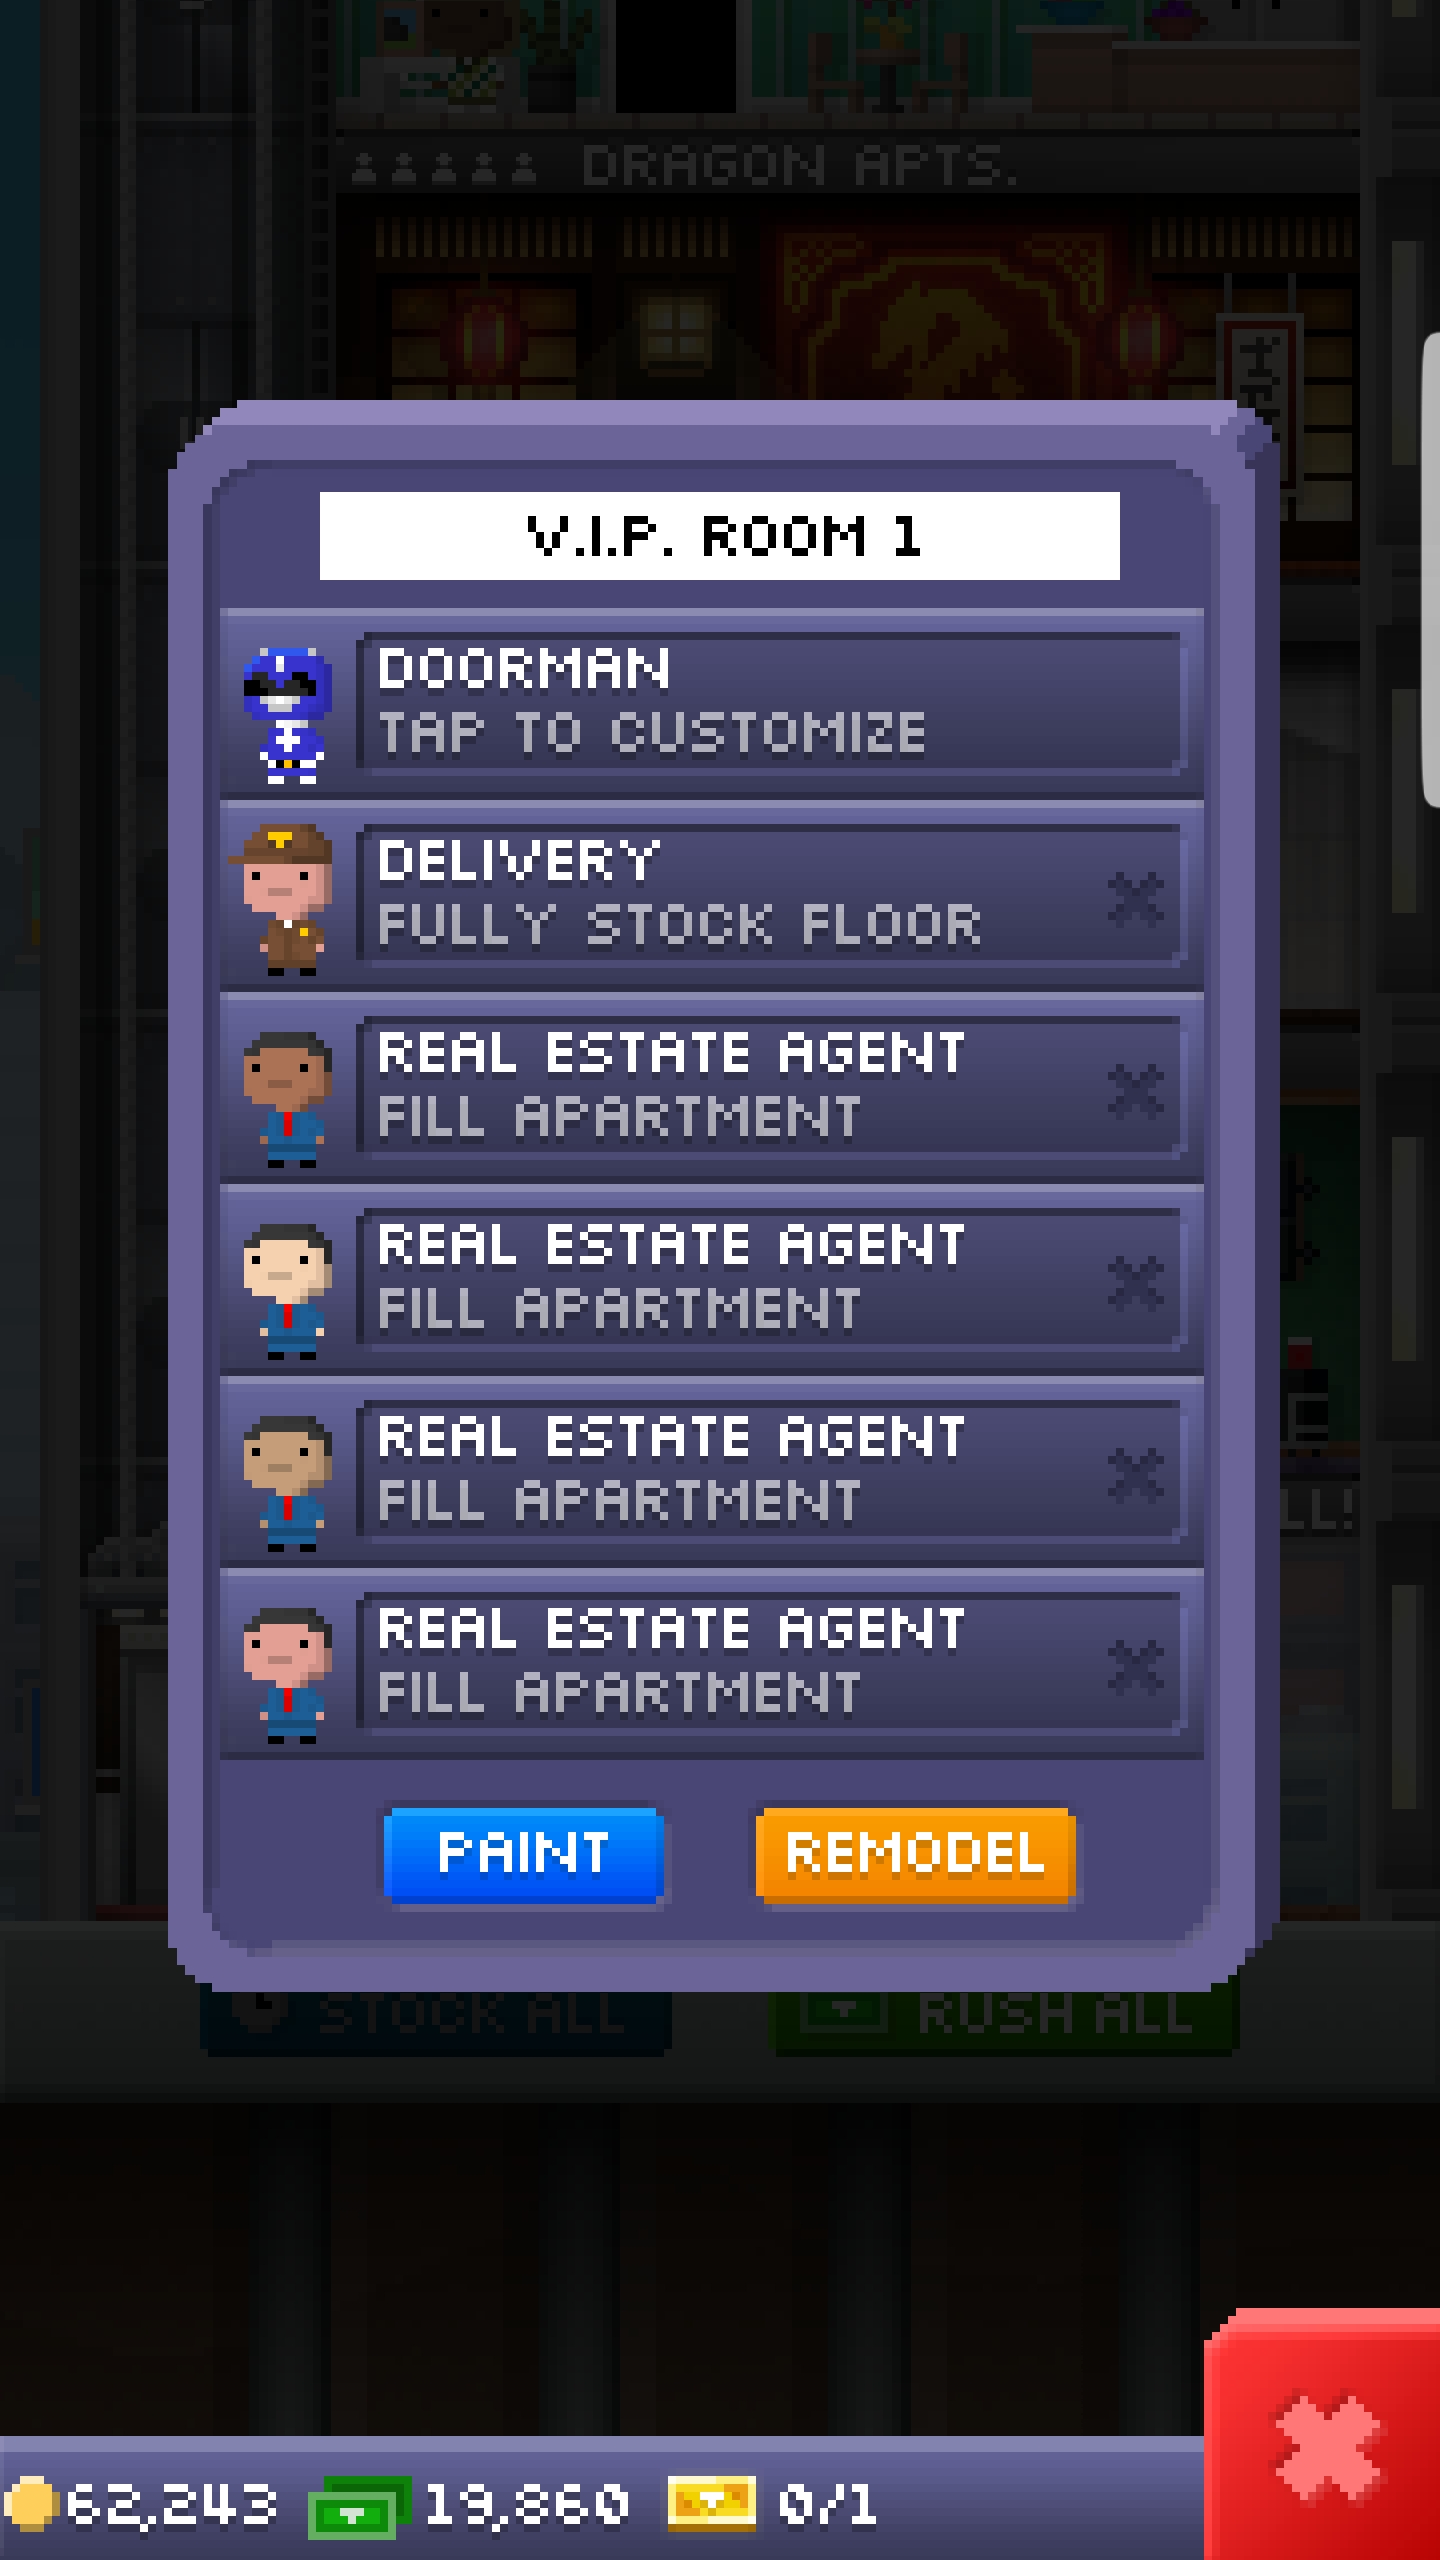 DRAGON APTS.
V.I.P. ROOM 1
DOORMAN
TAP TO CUSTOMIZE
DELIVERY
FULLY STOCK FLOOR
REAL ESTATE AGENT
FILL APARTMENT
REAL ESTATE AGENT
FILL APARTMENT
REAL ESTATE AGENT
FILL APARTMENT
REAL ESTATE AGENT
FILL APARTMENT
PAINT REMODEL
STOCK ALL RUSH ALL
62,243 19,860 0/1